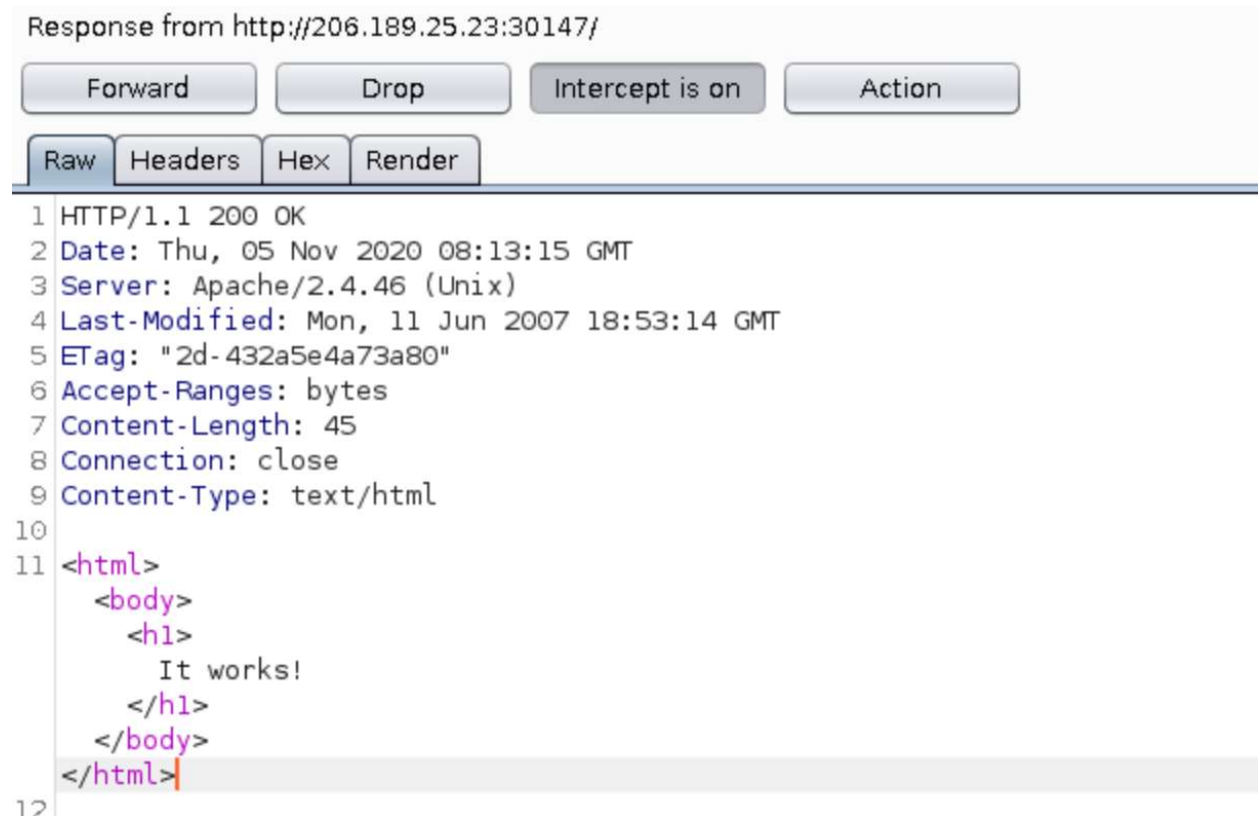 Response from http://206.189.25.23:30147/
Forward Drop Intercept is on Action
Raw Headers Hex Render
1 HTTP/1.1 200 OK
2 Date: Thu, 05 Nov 2020 08:13:15 GMT
3 Server: Apache/2.4.46 (Unix)
4 Last-Modified: Mon, 11 Jun 2007 18:53:14 GMT
5 ETag: "2d-432a5e4a73a80"
6 Accept-Ranges: bytes
7 Content-Length: 45
8 Connection: close
9 Content-Type: text/html
10
11 <html>
<body>
<h1>
It works!
</h1>
</body>
</html>
12